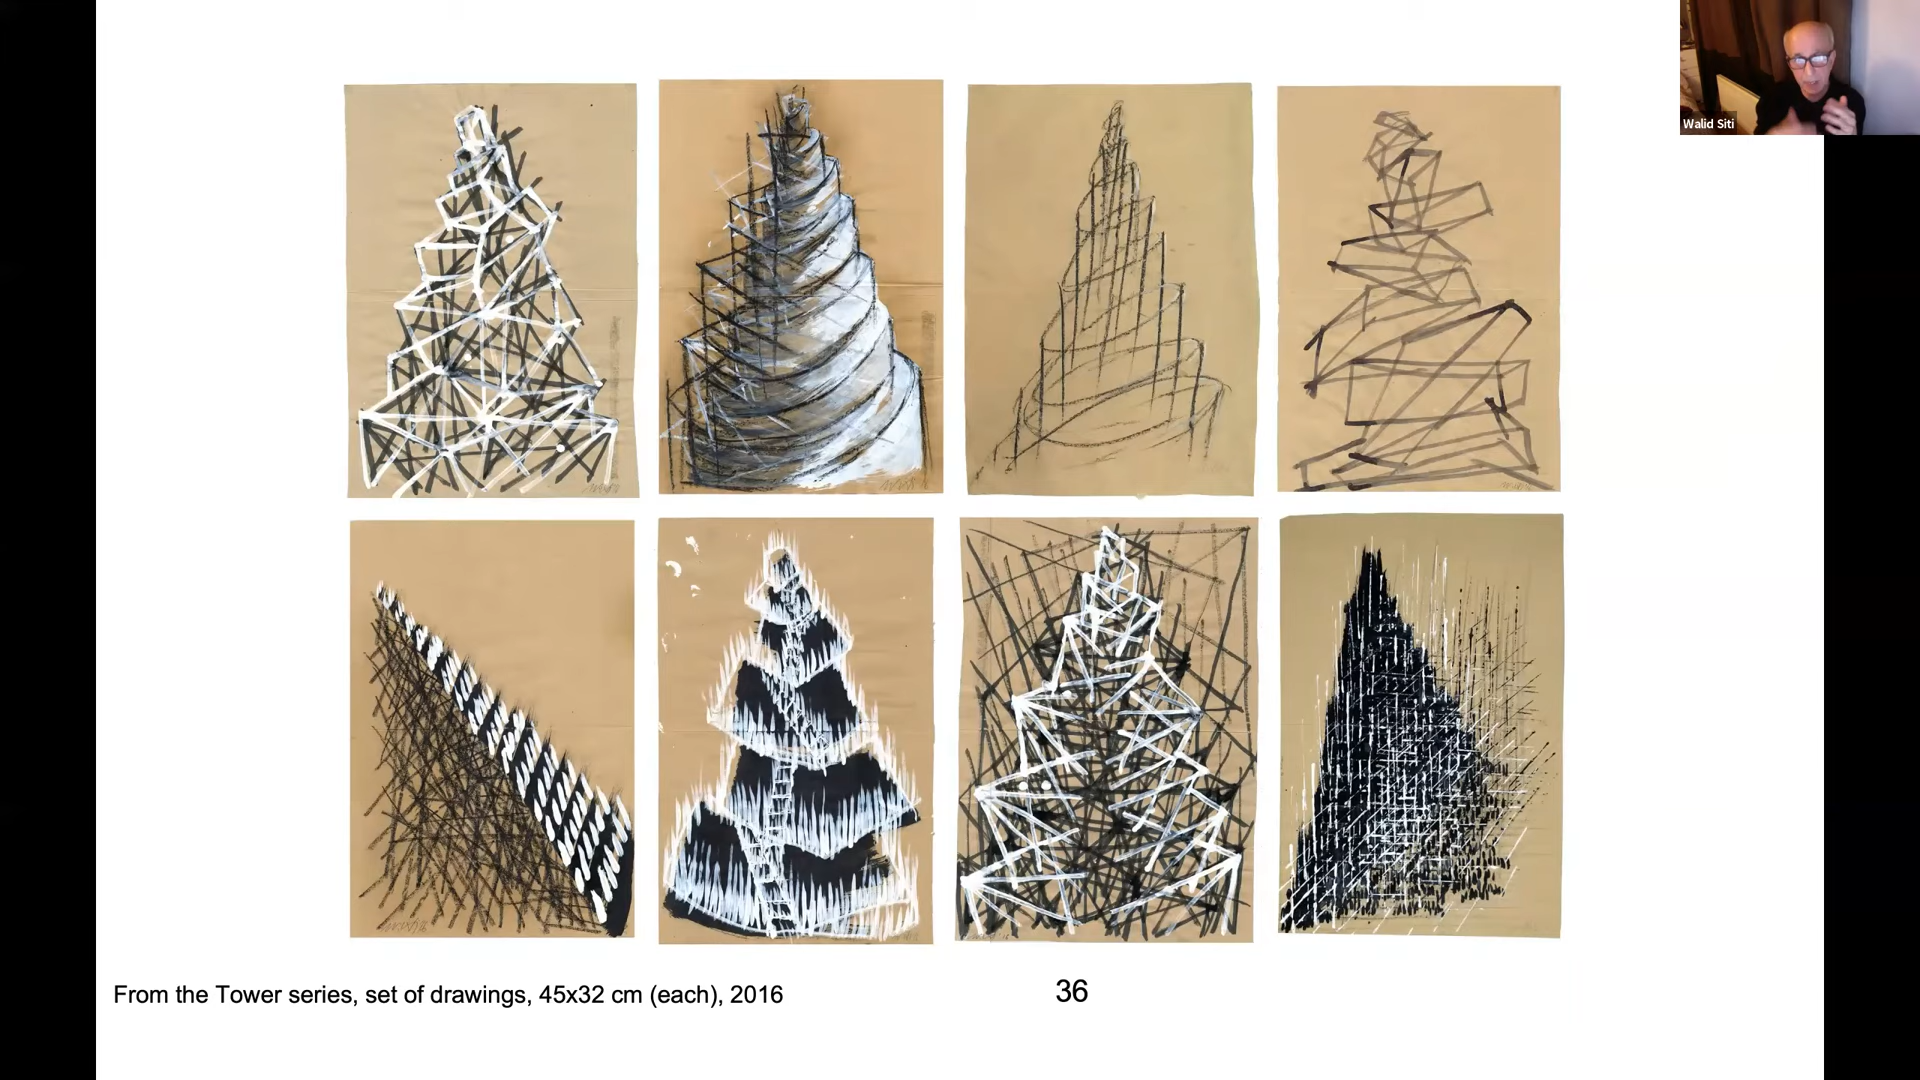 Walid Siti
From the Tower series, set of drawings, 45x32 cm (each), 2016
36